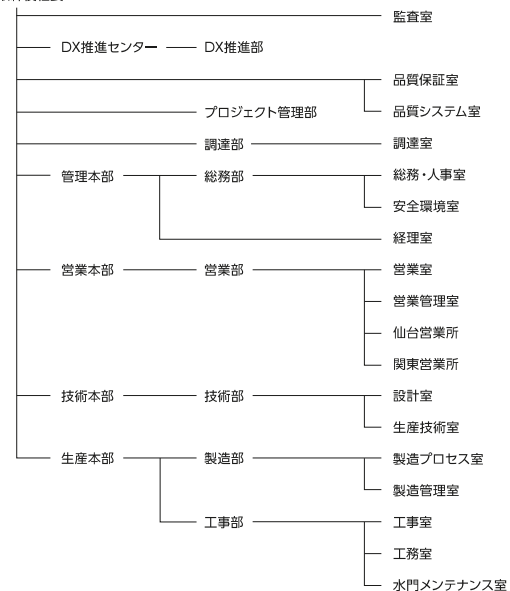 監査室
DX推進センター DX推進部
品質保証室
品質システム室
プロジェクト管理部
調達部 調達室
管理本部 総務部 総務・人事室
安全環境室
経理室
営業本部 営業部 営業室
営業管理室
仙台営業所
関東営業所
技術本部 技術部 設計室
生産技術室
生産本部 製造部 製造プロセス室
製造管理室
工事部 工事室
工務室
水門メンテナンス室